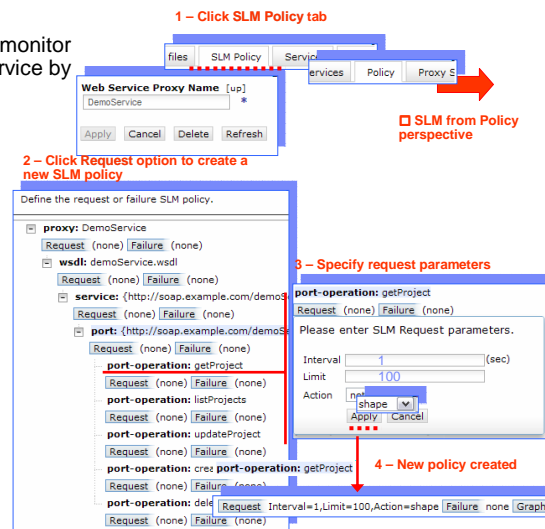 1 – Click SLM Policy tab
monitor
rvice by
files SLM Policy Servic
ervices Policy Proxy S
Web Service Proxy Name [up]
DemoService *
Apply Cancel Delete Refresh
SLM from Policy
perspective
2 – Click Request option to create a
new SLM policy
Define the request or failure SLM policy.
proxy: DemoService
Request (none) Failure (none)
wsdl: demoService.wsdl
Request (none) Failure (none)
service: {http://soap.example.com/demoS
Request (none) Failure (none)
port: {http://soap.example.com/demoSe
Request (none) Failure (none)
port-operation: getProject
Request (none) Failure (none)
port-operation: listProjects
Request (none) Failure (none)
port-operation: updateProject
Request (none) Failure (none)
port-operation: crea
Request (none) Failure (none)
port-operation: dele
Request (none) Failure (none)
3 – Specify request parameters
port-operation: getProject
Request (none) Failure (none)
Please enter SLM Request parameters.
Interval 1 (sec)
Limit 100
Action
shape
Apply Cancel
4 – New policy created
port-operation: getProject
Request Interval=1,Limit=100,Action=shape Failure none Graph